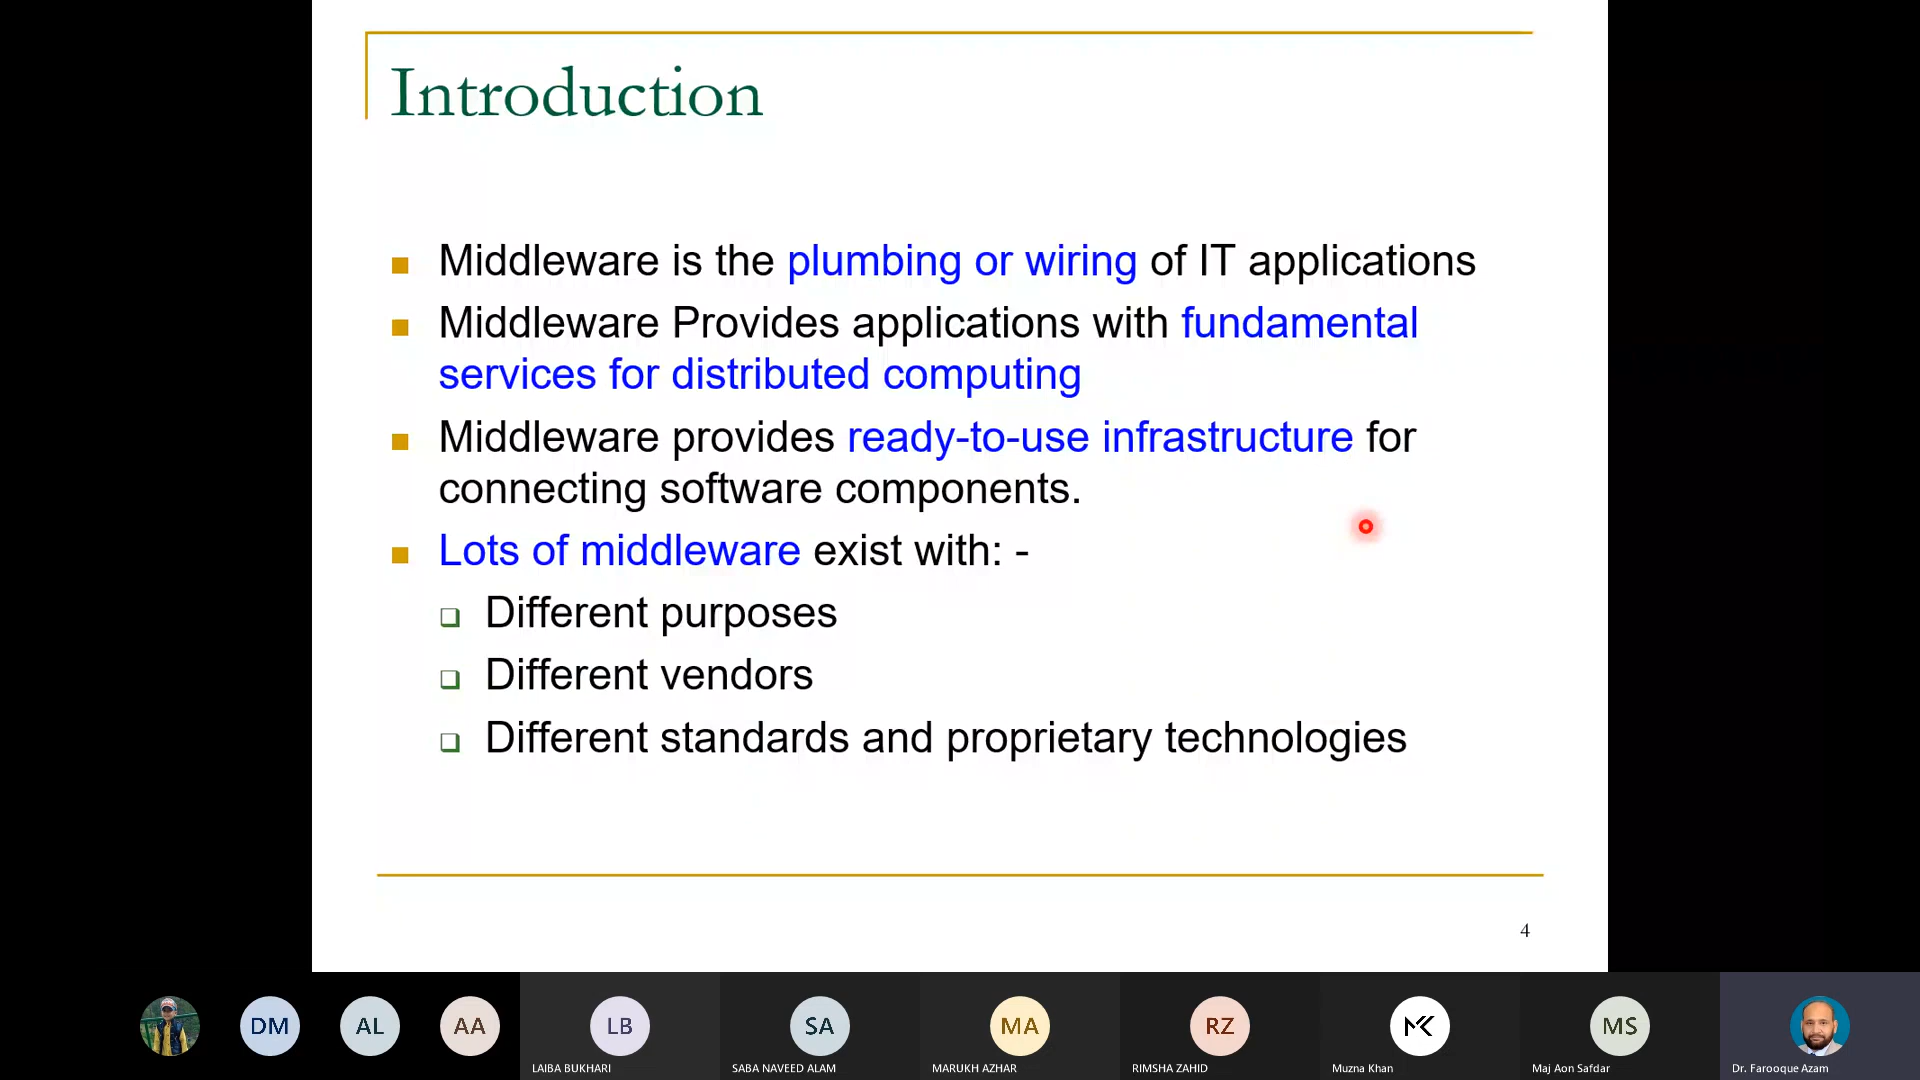 Introduction
Middleware is the plumbing or wiring of IT applications
Middleware Provides applications with fundamental
services for distributed computing
Middleware provides ready-to-use infrastructure for
connecting software components.
Lots of middleware exist with: -
Different purposes
Different vendors
Different standards and proprietary technologies
4
DM
AL
AA
LB
SA
MA
RZ
MK
MS
LAIBA BUKHARI
SABA NAVEED ALAM
MARUKH AZHAR
RIMSHA ZAHID
Muzna Khan
Maj Aon Safdar
Dr. Farooque Azam